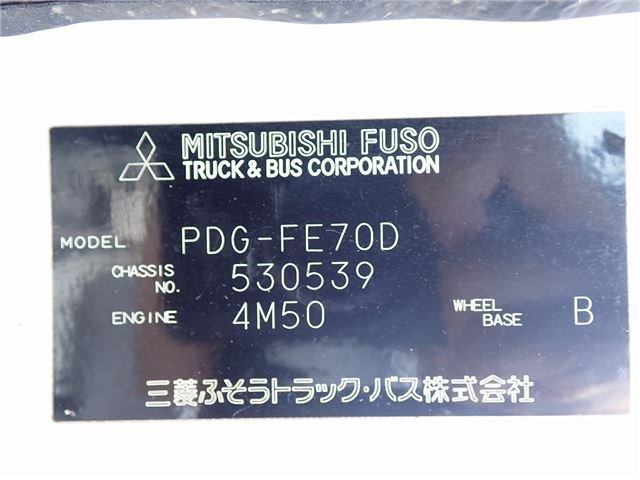 MITSUBISHI FUSO
TRUCK & BUS CORPORATION
MODEL PDG-FE70D
CHASSIS NO. 530539
ENGINE 4M50 WHEEL BASE B
三菱ふそうトラック・バス株式会社